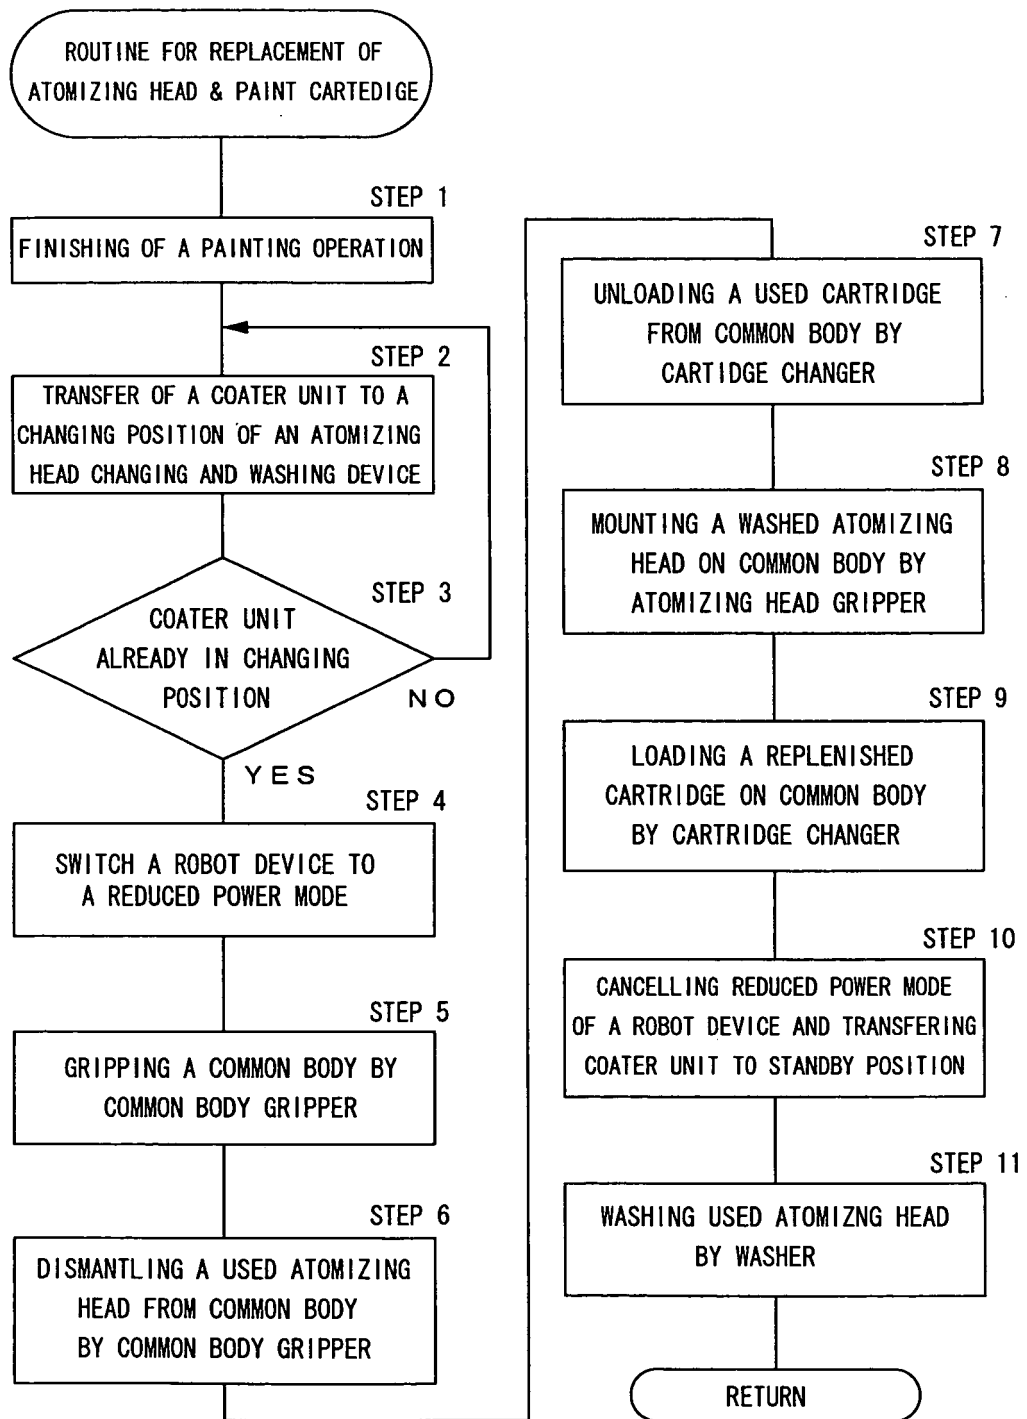 ROUTINE FOR REPLACEMENT OF
ATOMIZING HEAD & PAINT CARTEDIGE
STEP 1
FINISHING OF A PAINTING OPERATION
STEP 2
TRANSFER OF A COATER UNIT TO A
CHANGING POSITION OF AN ATOMIZING
HEAD CHANGING AND WASHING DEVICE
STEP 3
COATER UNIT
ALREADY IN CHANGING
POSITION
NO
YES
STEP 4
SWITCH A ROBOT DEVICE TO
A REDUCED POWER MODE
STEP 5
GRIPPING A COMMON BODY BY
COMMON BODY GRIPPER
STEP 6
DISMANTLING A USED ATOMIZING
HEAD FROM COMMON BODY
BY COMMON BODY GRIPPER
STEP 7
UNLOADING A USED CARTRIDGE
FROM COMMON BODY BY
CARTIDGE CHANGER
STEP 8
MOUNTING A WASHED ATOMIZING
HEAD ON COMMON BODY BY
ATOMIZING HEAD GRIPPER
STEP 9
LOADING A REPLENISHED
CARTRIDGE ON COMMON BODY
BY CARTRIDGE CHANGER
STEP 10
CANCELLING REDUCED POWER MODE
OF A ROBOT DEVICE AND TRANSFERING
COATER UNIT TO STANDBY POSITION
STEP 11
WASHING USED ATOMIZNG HEAD
BY WASHER
RETURN